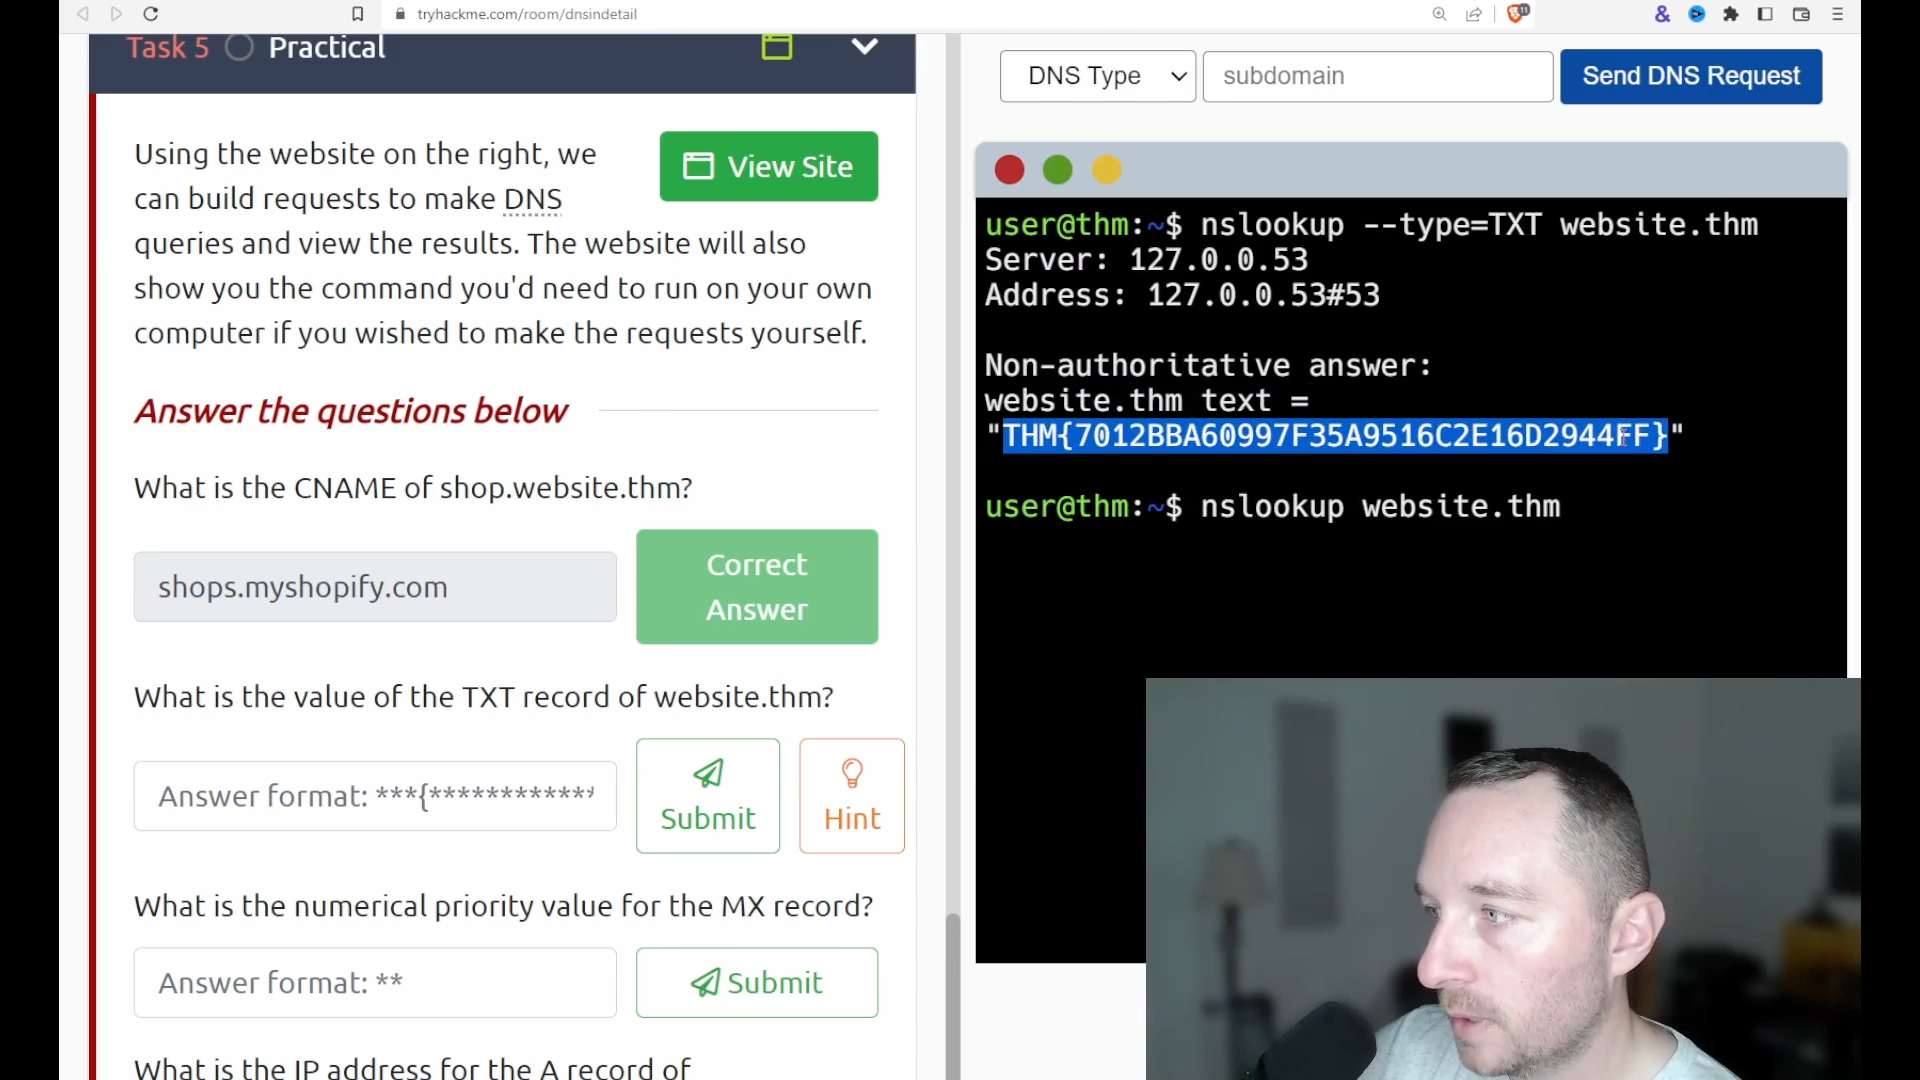 tryhackme.com/room/dnsindetail
11
Task 5 Practical
Using the website on the right, we
can build requests to make DNS
queries and view the results. The website will also
show you the command you'd need to run on your own
computer if you wished to make the requests yourself.
View Site
Answer the questions below
What is the CNAME of shop.website.thm?
shops.myshopify.com
Correct
Answer
What is the value of the TXT record of website.thm?
Answer format: ***{************
Submit
Hint
What is the numerical priority value for the MX record?
Answer format: **
Submit
What is the IP address for the A record of
DNS Type
subdomain
Send DNS Request
user@thm:~$ nslookup --type=TXT website.thm
Server: 127.0.0.53
Address: 127.0.0.53#53
Non-authoritative answer:
website.thm text =
"THM{7012BBA60997F35A9516C2E16D2944FF}"
user@thm:~$ nslookup website.thm